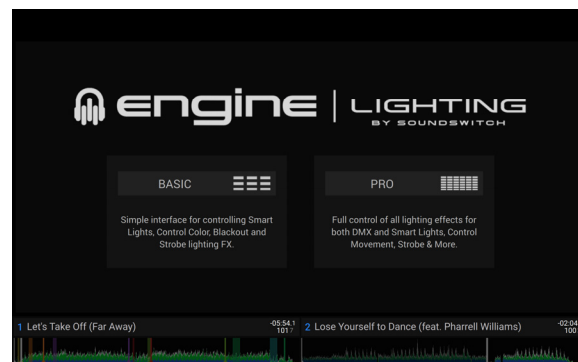 engine | LIGHTING
BY SOUNDSWITCH
BASIC
Simple interface for controlling Smart
Lights, Control Color, Blackout and
Strobe lighting FX.
PRO
Full control of all lighting effects for
both DMX and Smart Lights, Control
Movement, Strobe & More.
1 Let's Take Off (Far Away)
-05:54.1
101
2 Lose Yourself to Dance (feat. Pharrell Williams)
-02:04
100